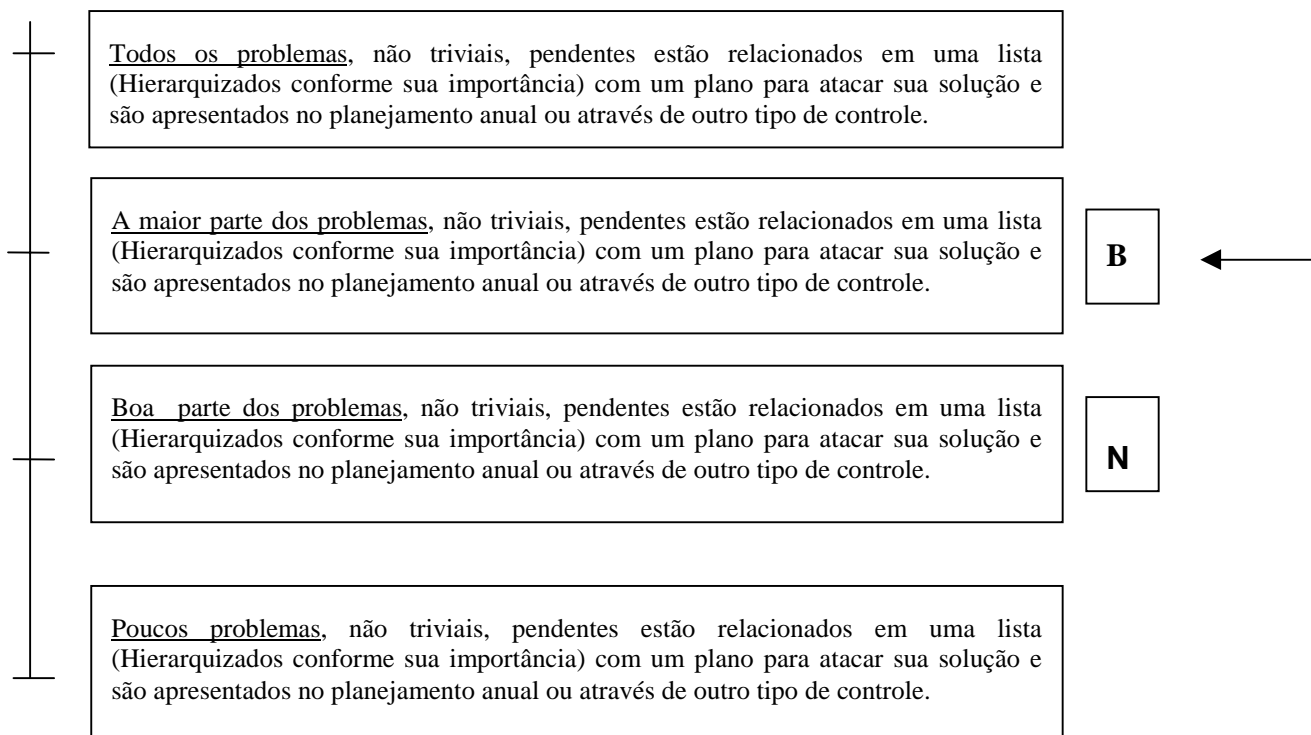 Todos os problemas, não triviais, pendentes estão relacionados em uma lista
(Hierarquizados conforme sua importância) com um plano para atacar sua solução e
são apresentados no planejamento anual ou através de outro tipo de controle.
A maior parte dos problemas, não triviais, pendentes estão relacionados em uma lista
(Hierarquizados conforme sua importância) com um plano para atacar sua solução e
são apresentados no planejamento anual ou através de outro tipo de controle.
B
Boa parte dos problemas, não triviais, pendentes estão relacionados em uma lista
(Hierarquizados conforme sua importância) com um plano para atacar sua solução e
são apresentados no planejamento anual ou através de outro tipo de controle.
N
Poucos problemas, não triviais, pendentes estão relacionados em uma lista
(Hierarquizados conforme sua importância) com um plano para atacar sua solução e
são apresentados no planejamento anual ou através de outro tipo de controle.